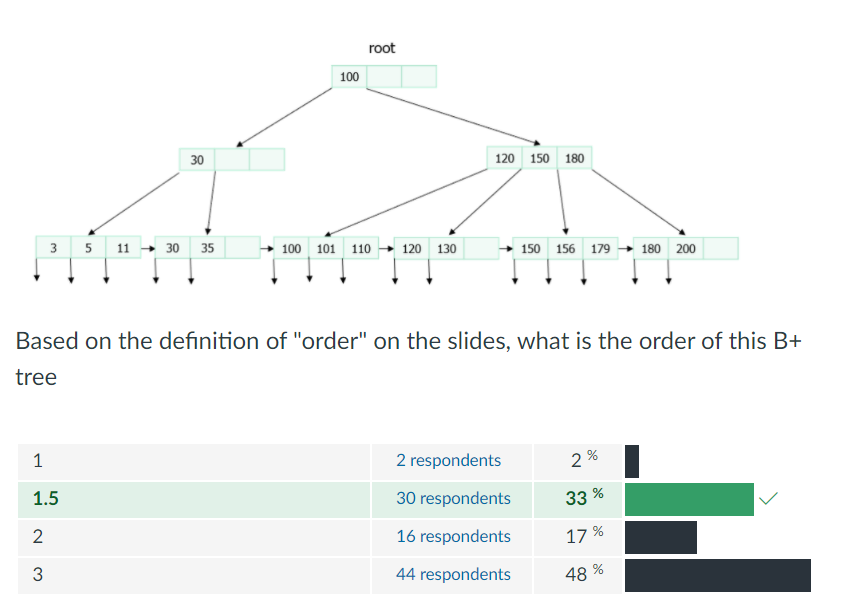 root
100
30
120 150 180
3 5 11 30 35 100 101 110 120 130 150 156 179 180 200
Based on the definition of "order" on the slides, what is the order of this B+
tree
1 2 respondents 2 %
1.5 30 respondents 33 %
2 16 respondents 17 %
3 44 respondents 48 %